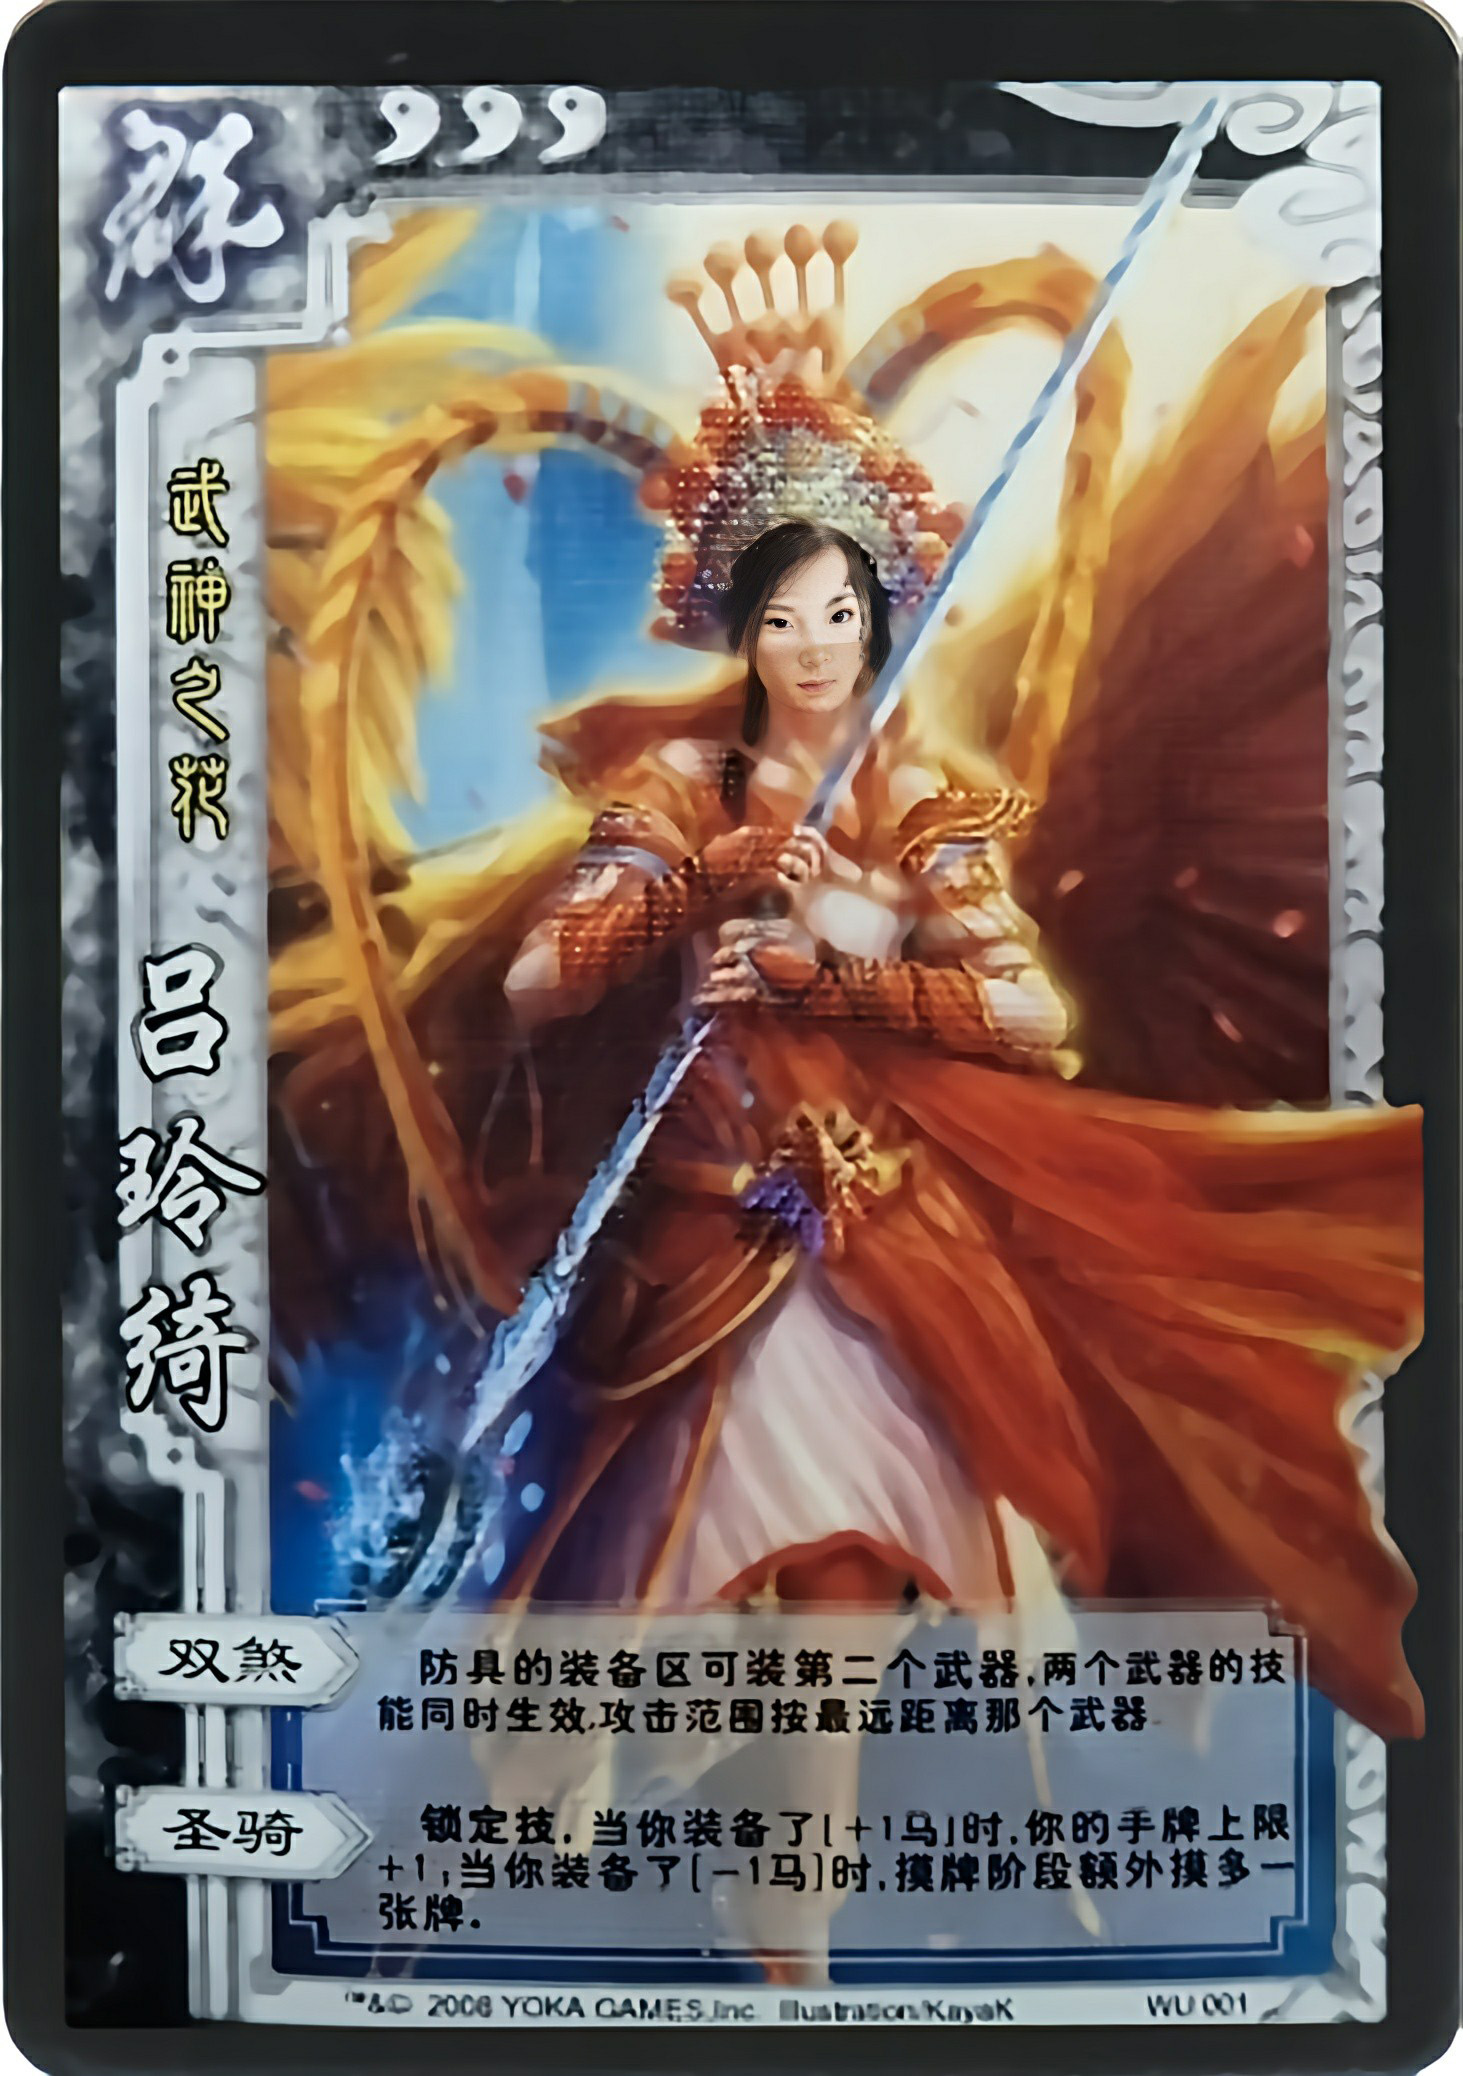 群
武神之花
吕玲绮
双煞
防具的装备区可装第二个武器,两个武器的技
能同时生效,攻击范围按最远距离那个武器
圣骑
锁定技,当你装备了[+1马]时,你的手牌上限
+1;当你装备了[-1马]时,摸牌阶段额外摸多一
张牌.
™&© 2008 YOKA GAMES,Inc. Illustration/KayaK
WU 001